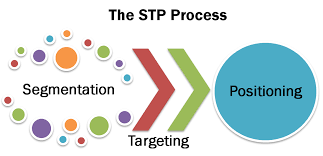 The STP Process
Segmentation
Targeting
Positioning